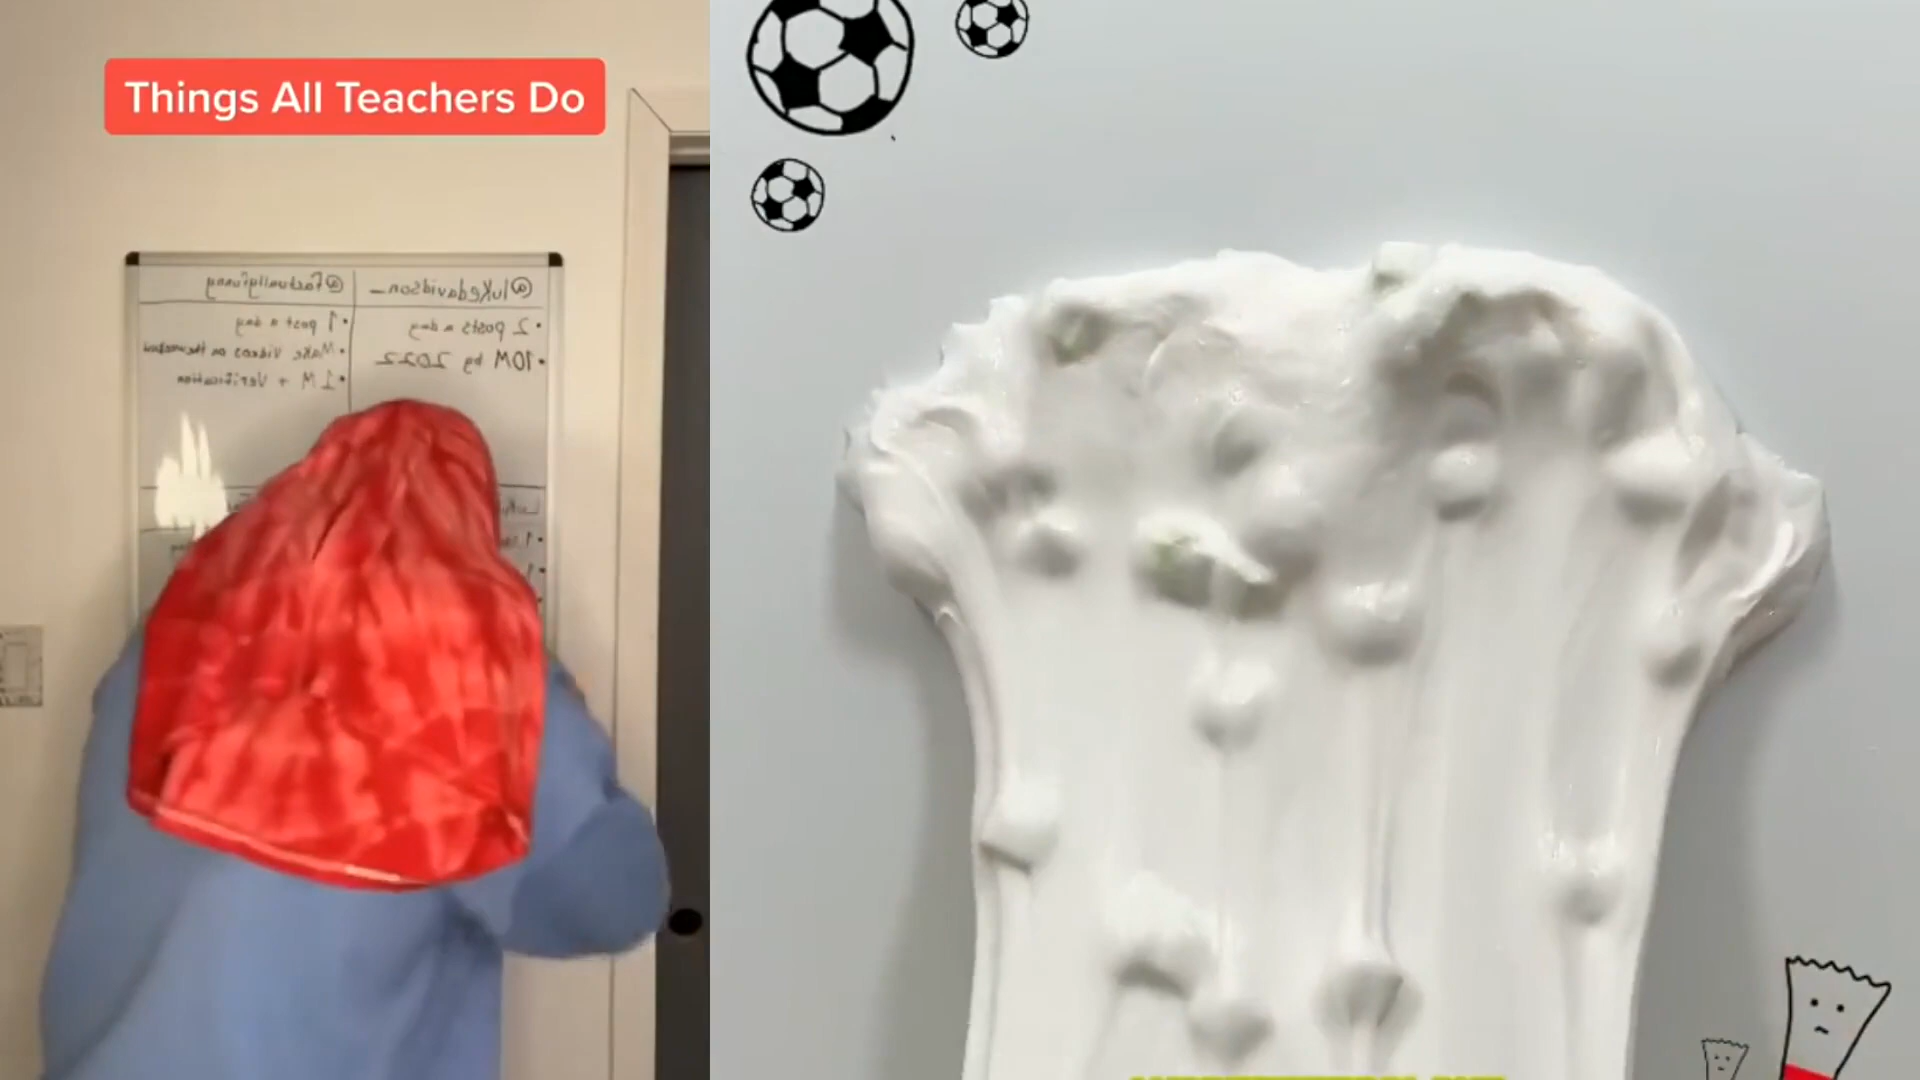 Things All Teachers Do
@Factuallyfunny
@lukedavidson_
• 1 post a day
• Make Videos on the weekend
• 1M + Verification
• 2 posts a day
• 10M by 2022